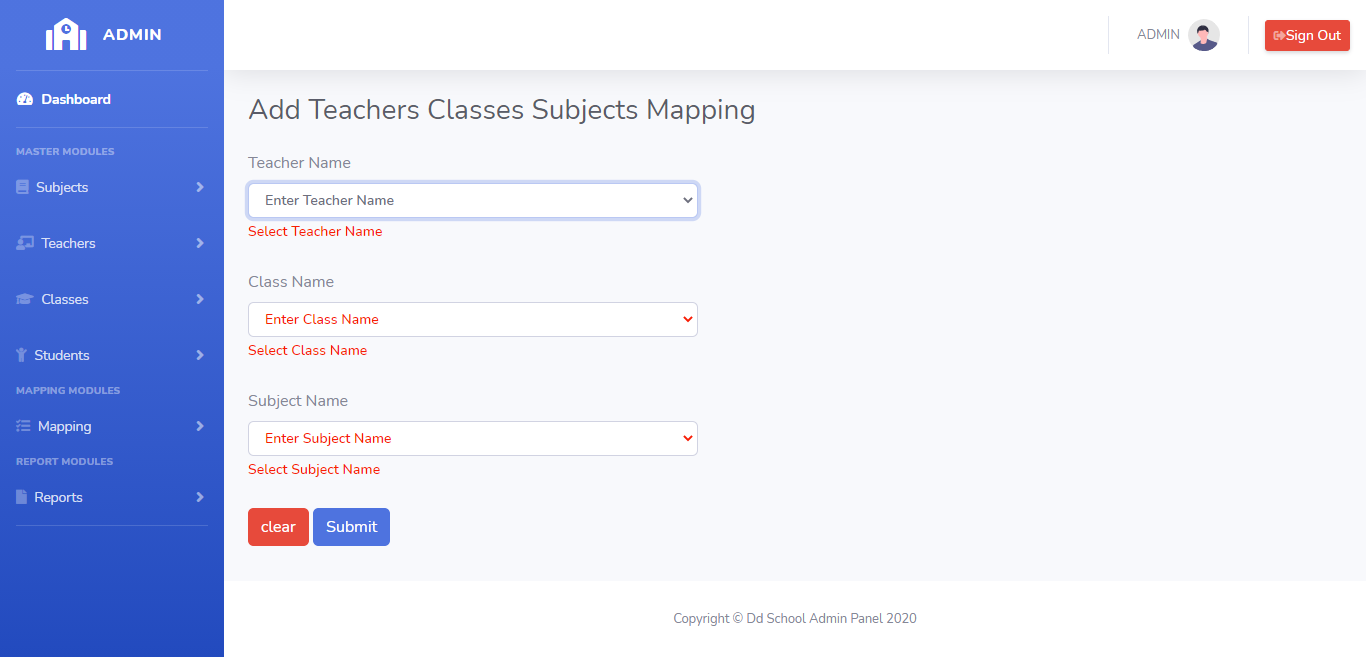 ADMIN
Dashboard
MASTER MODULES
Subjects
Teachers
Classes
Students
MAPPING MODULES
Mapping
REPORT MODULES
Reports
ADMIN
Sign Out
Add Teachers Classes Subjects Mapping
Teacher Name
Enter Teacher Name
Select Teacher Name
Class Name
Enter Class Name
Select Class Name
Subject Name
Enter Subject Name
Select Subject Name
clear Submit
Copyright © Dd School Admin Panel 2020